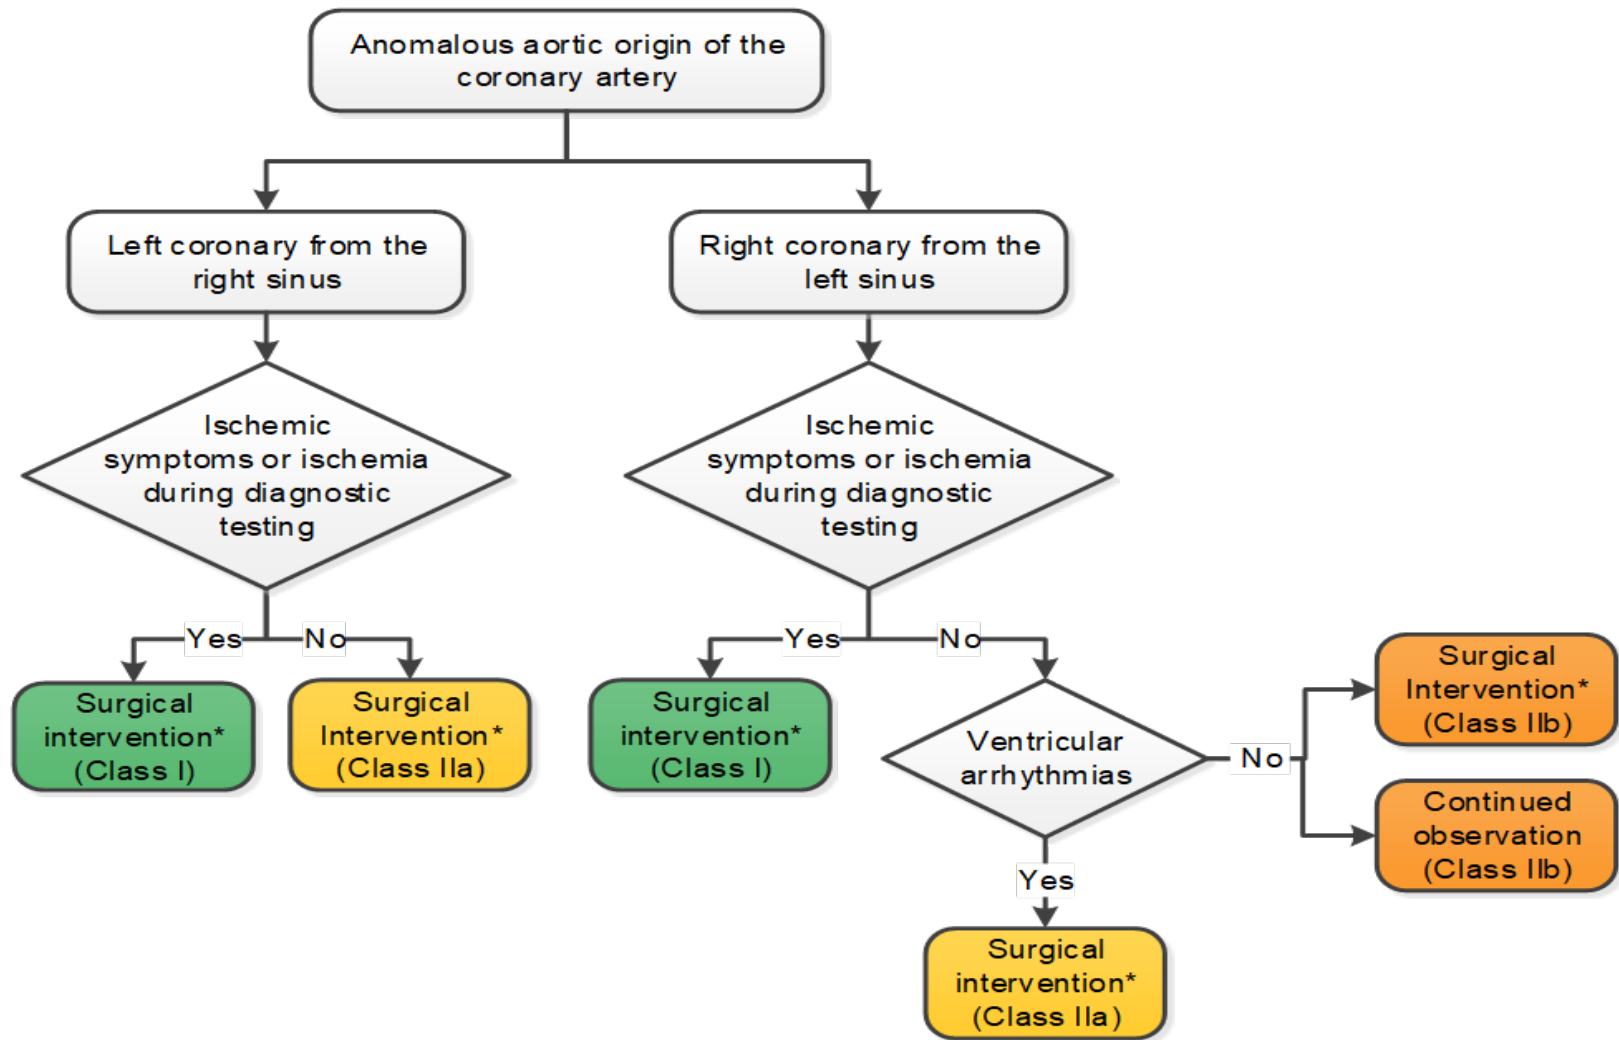 Anomalous aortic origin of the
coronary artery
Left coronary from the
right sinus
Right coronary from the
left sinus
Ischemic
symptoms or ischemia
during diagnostic
testing
Ischemic
symptoms or ischemia
during diagnostic
testing
Yes
No
Yes
No
Surgical
intervention*
(Class I)
Surgical
Intervention*
(Class IIa)
Surgical
intervention*
(Class I)
Ventricular
arrhythmias
No
Surgical
Intervention*
(Class IIb)
Continued
observation
(Class IIb)
Yes
Surgical
intervention*
(Class IIa)